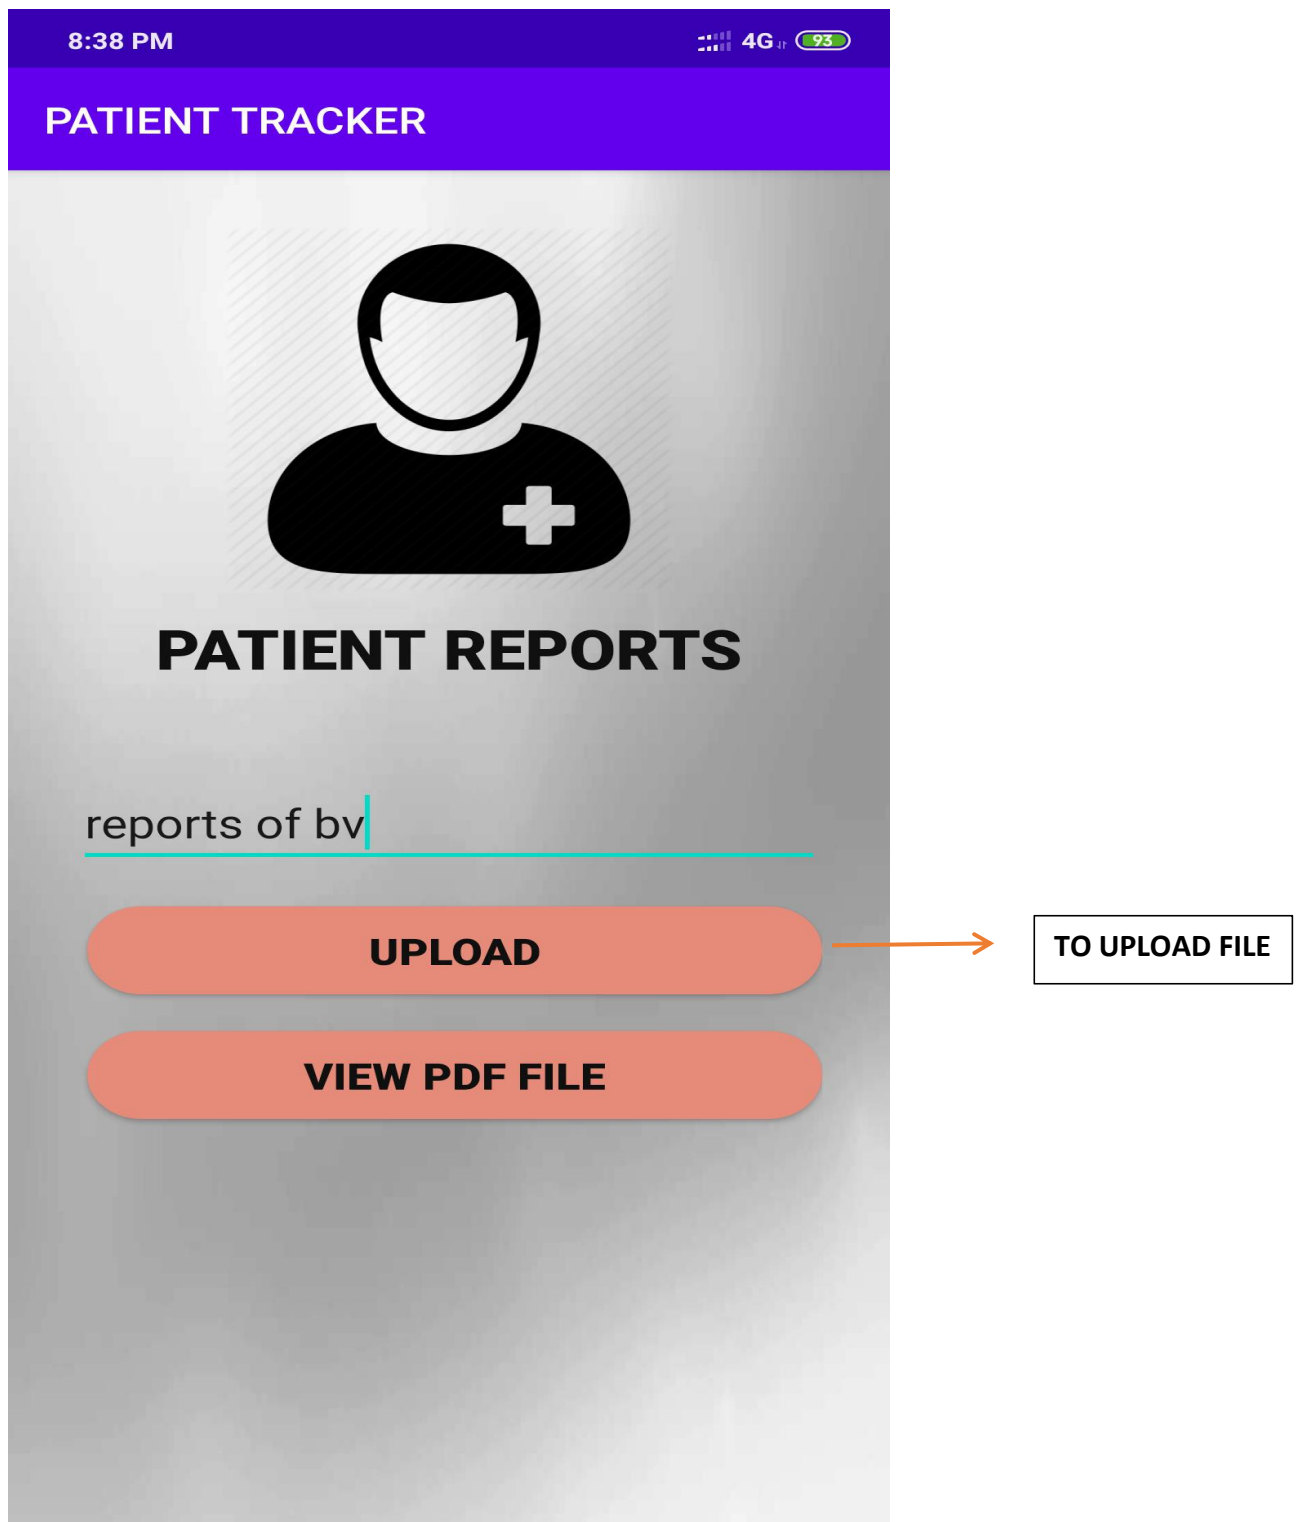 8:38 PM 4G 93
PATIENT TRACKER
PATIENT REPORTS
reports of bv
UPLOAD
TO UPLOAD FILE
VIEW PDF FILE